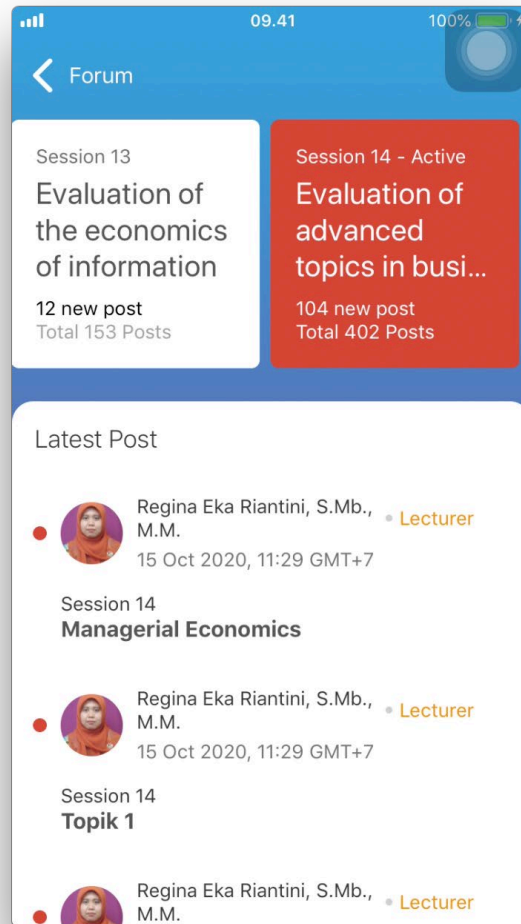 09.41
100%
Forum
Session 13
Evaluation of
the economics
of information
12 new post
Total 153 Posts
Session 14 - Active
Evaluation of
advanced
topics in busi...
104 new post
Total 402 Posts
Latest Post
Regina Eka Riantini, S.Mb.,
M.M.
Lecturer
15 Oct 2020, 11:29 GMT+7
Session 14
Managerial Economics
Regina Eka Riantini, S.Mb.,
M.M.
Lecturer
15 Oct 2020, 11:29 GMT+7
Session 14
Topik 1
Regina Eka Riantini, S.Mb.,
M.M.
Lecturer